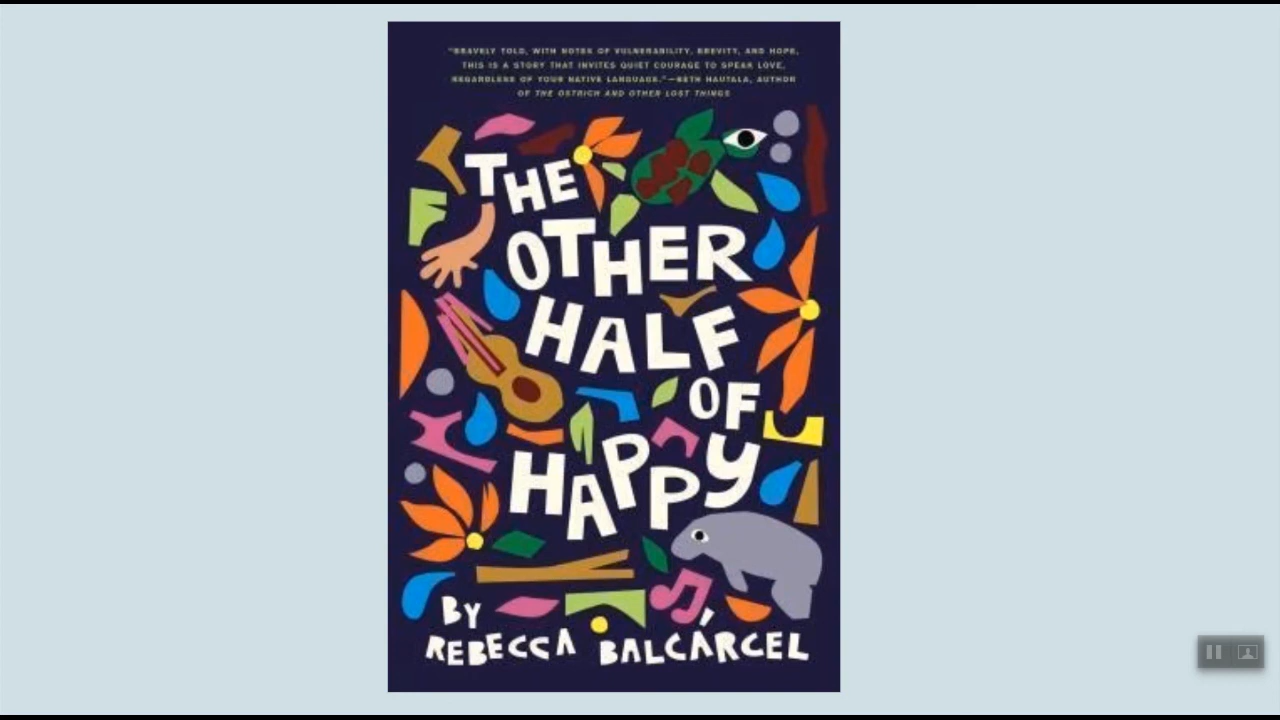 "BRAVELY TOLD, WITH NOTES OF VULNERABILITY, BREVITY, AND HOPE,
THIS IS A STORY THAT INVITES QUIET COURAGE TO SPEAK LOVE,
REGARDLESS OF YOUR NATIVE LANGUAGE."—BETH HAUTALA, AUTHOR
OF THE OSTRICH AND OTHER LOST THINGS
THE
OTHER
HALF
OF
HAPPY
BY
REBECCA BALCÁRCEL